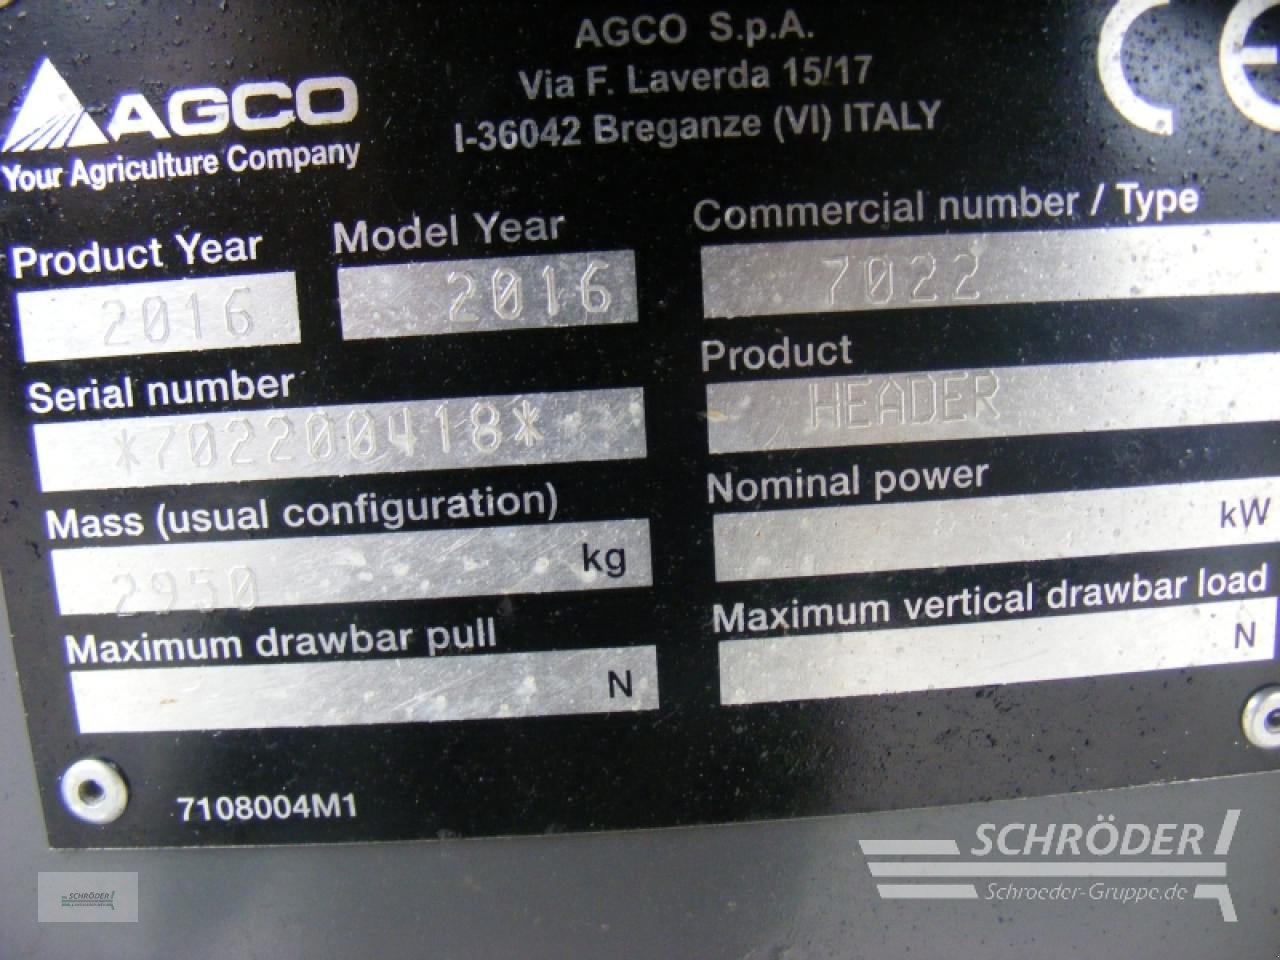 AGCO
Your Agriculture Company
AGCO S.p.A.
Via F. Laverda 15/17
I-36042 Breganze (VI) ITALY
CE
Product Year
2016
Model Year
2016
Commercial number / Type
7022
Serial number
*702200418*
Product
HEADER
Mass (usual configuration)
2950 kg
Nominal power
kW
Maximum drawbar pull
N
Maximum vertical drawbar load
N
7108004M1
SCHRÖDER
Schroeder-Gruppe.de
SCHRÖDER